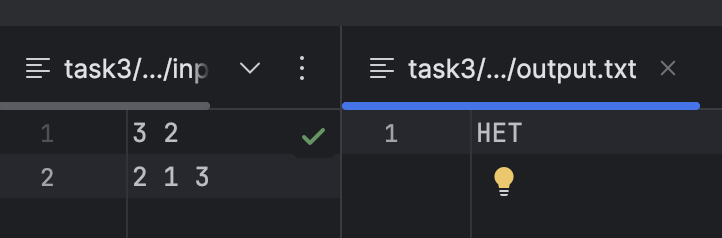 task3/.../inp
task3/.../output.txt
1 3 2
2 2 1 3
1 НЕТ